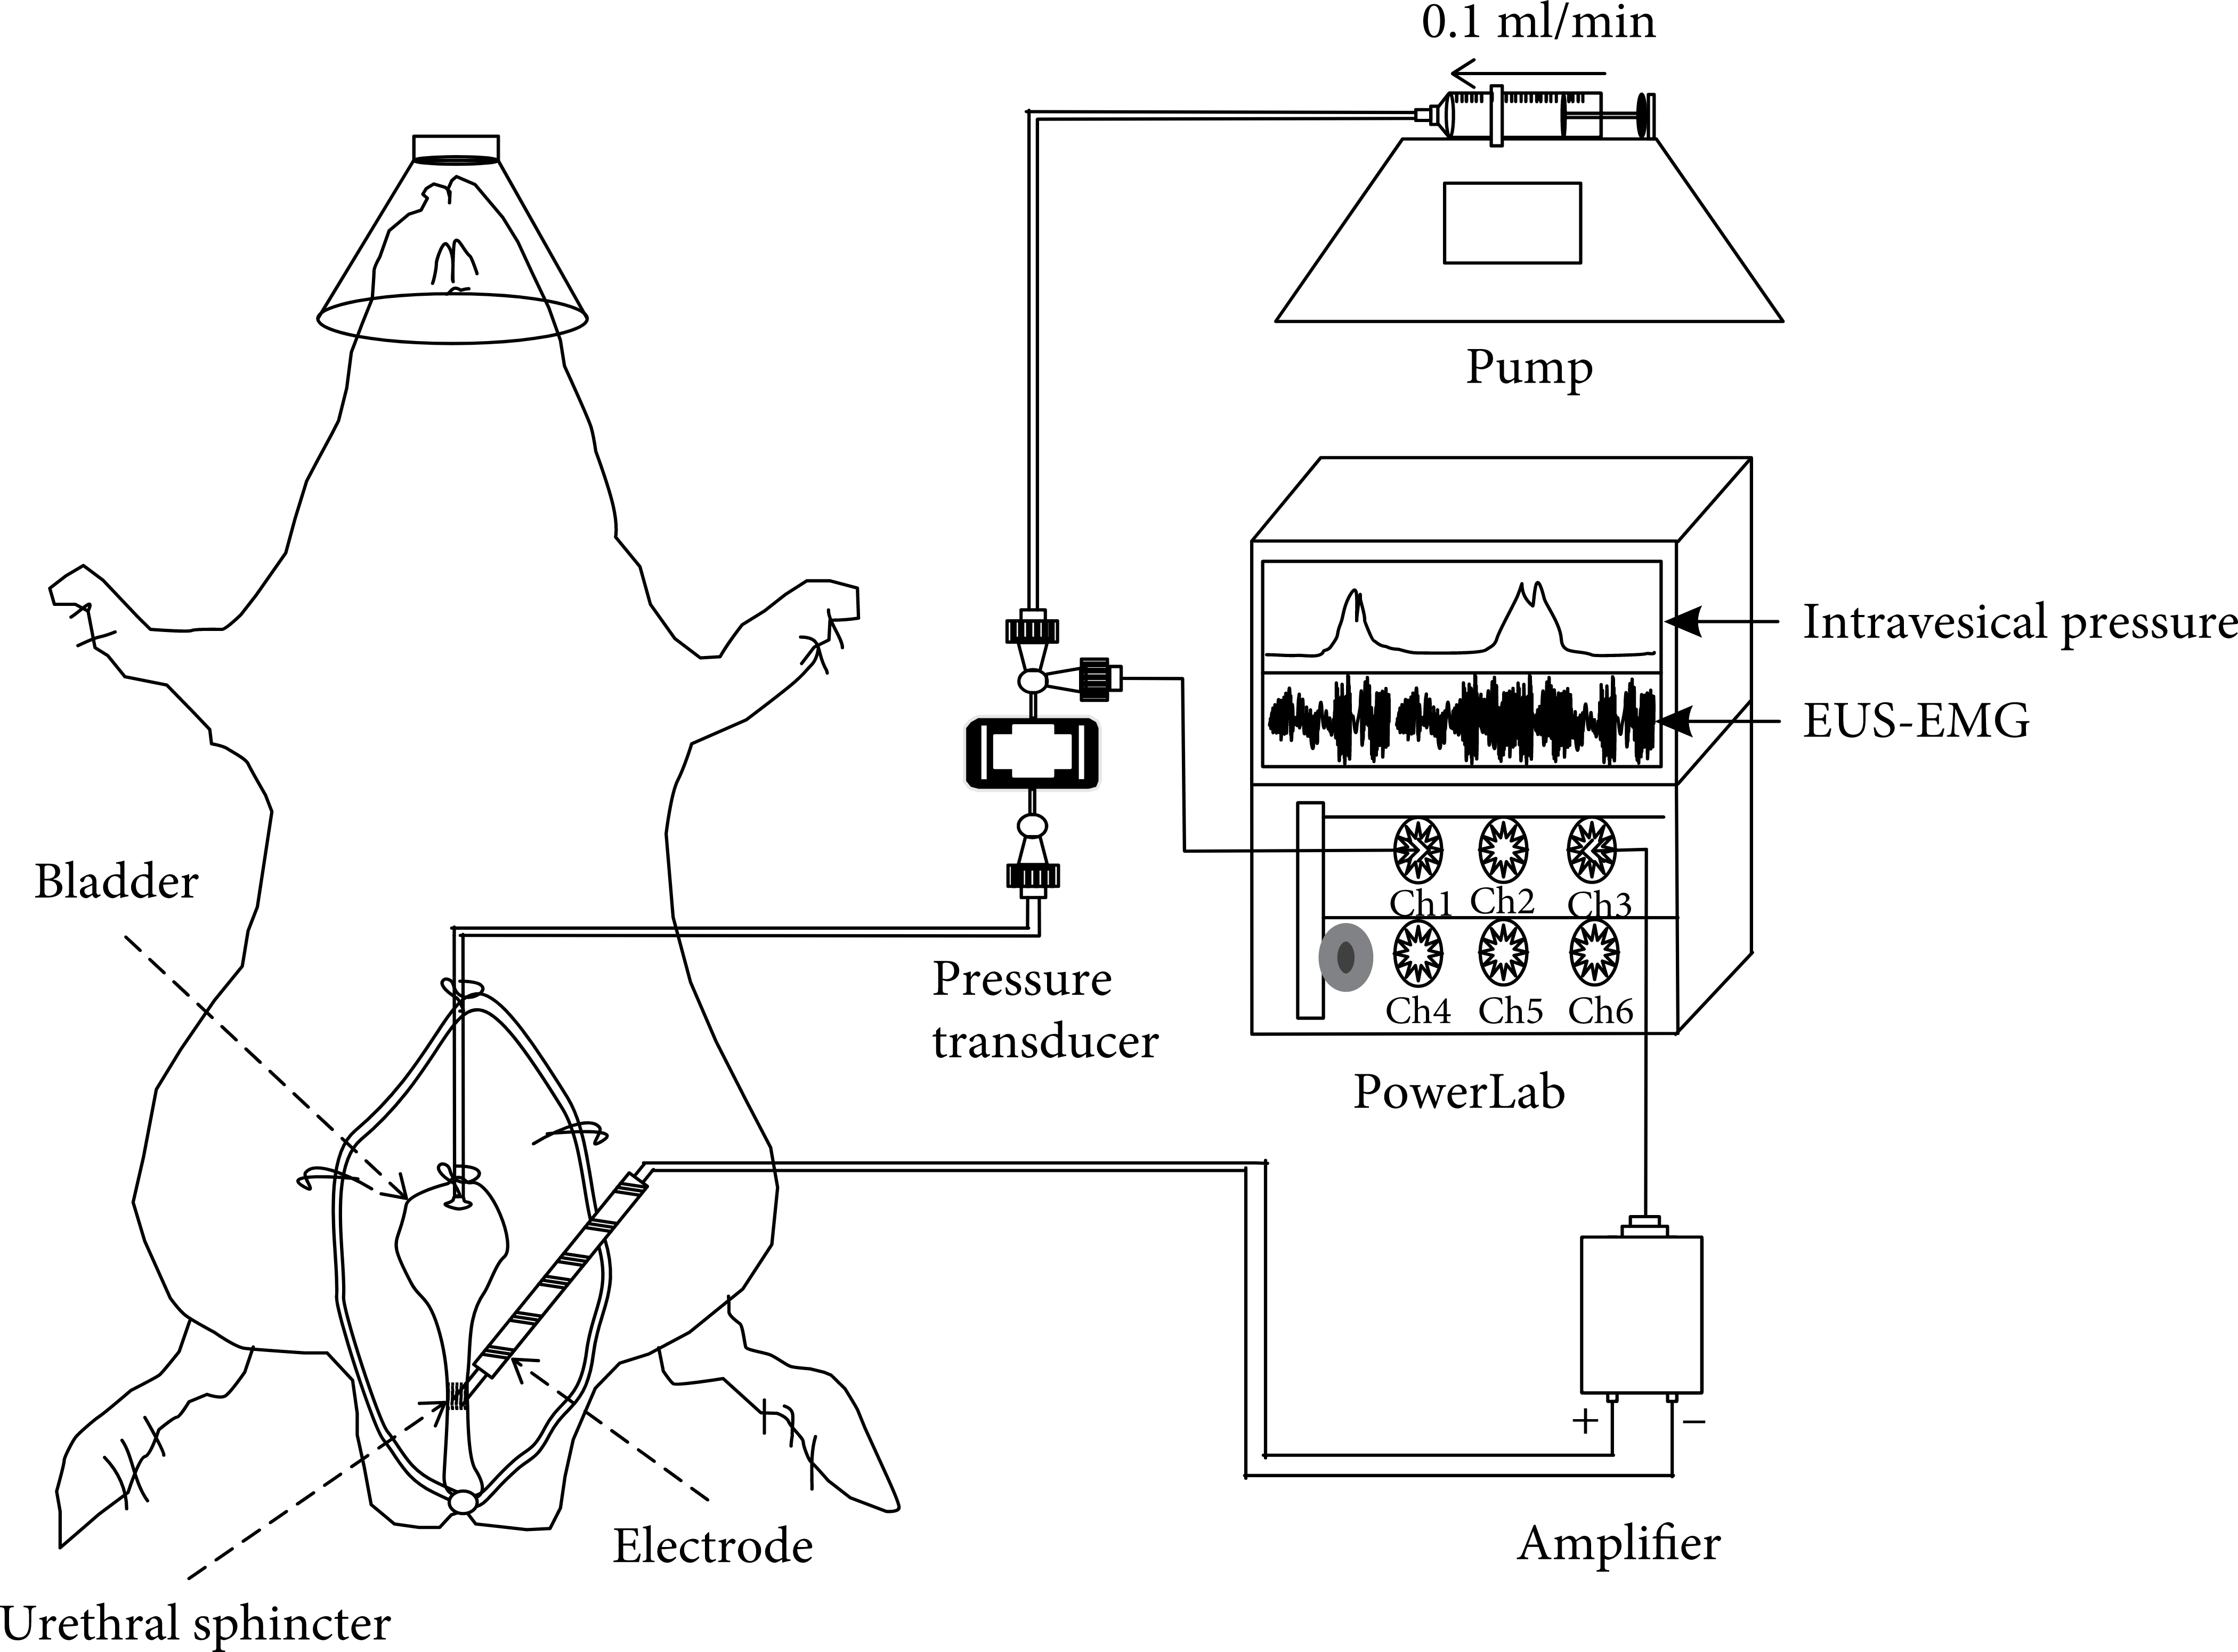 0.1 ml/min
Pump
Intravesical pressure
EUS-EMG
Bladder
Ch1 Ch2 Ch3
Pressure
transducer
Ch4 Ch5 Ch6
PowerLab
+ −
Electrode
Amplifier
Urethral sphincter